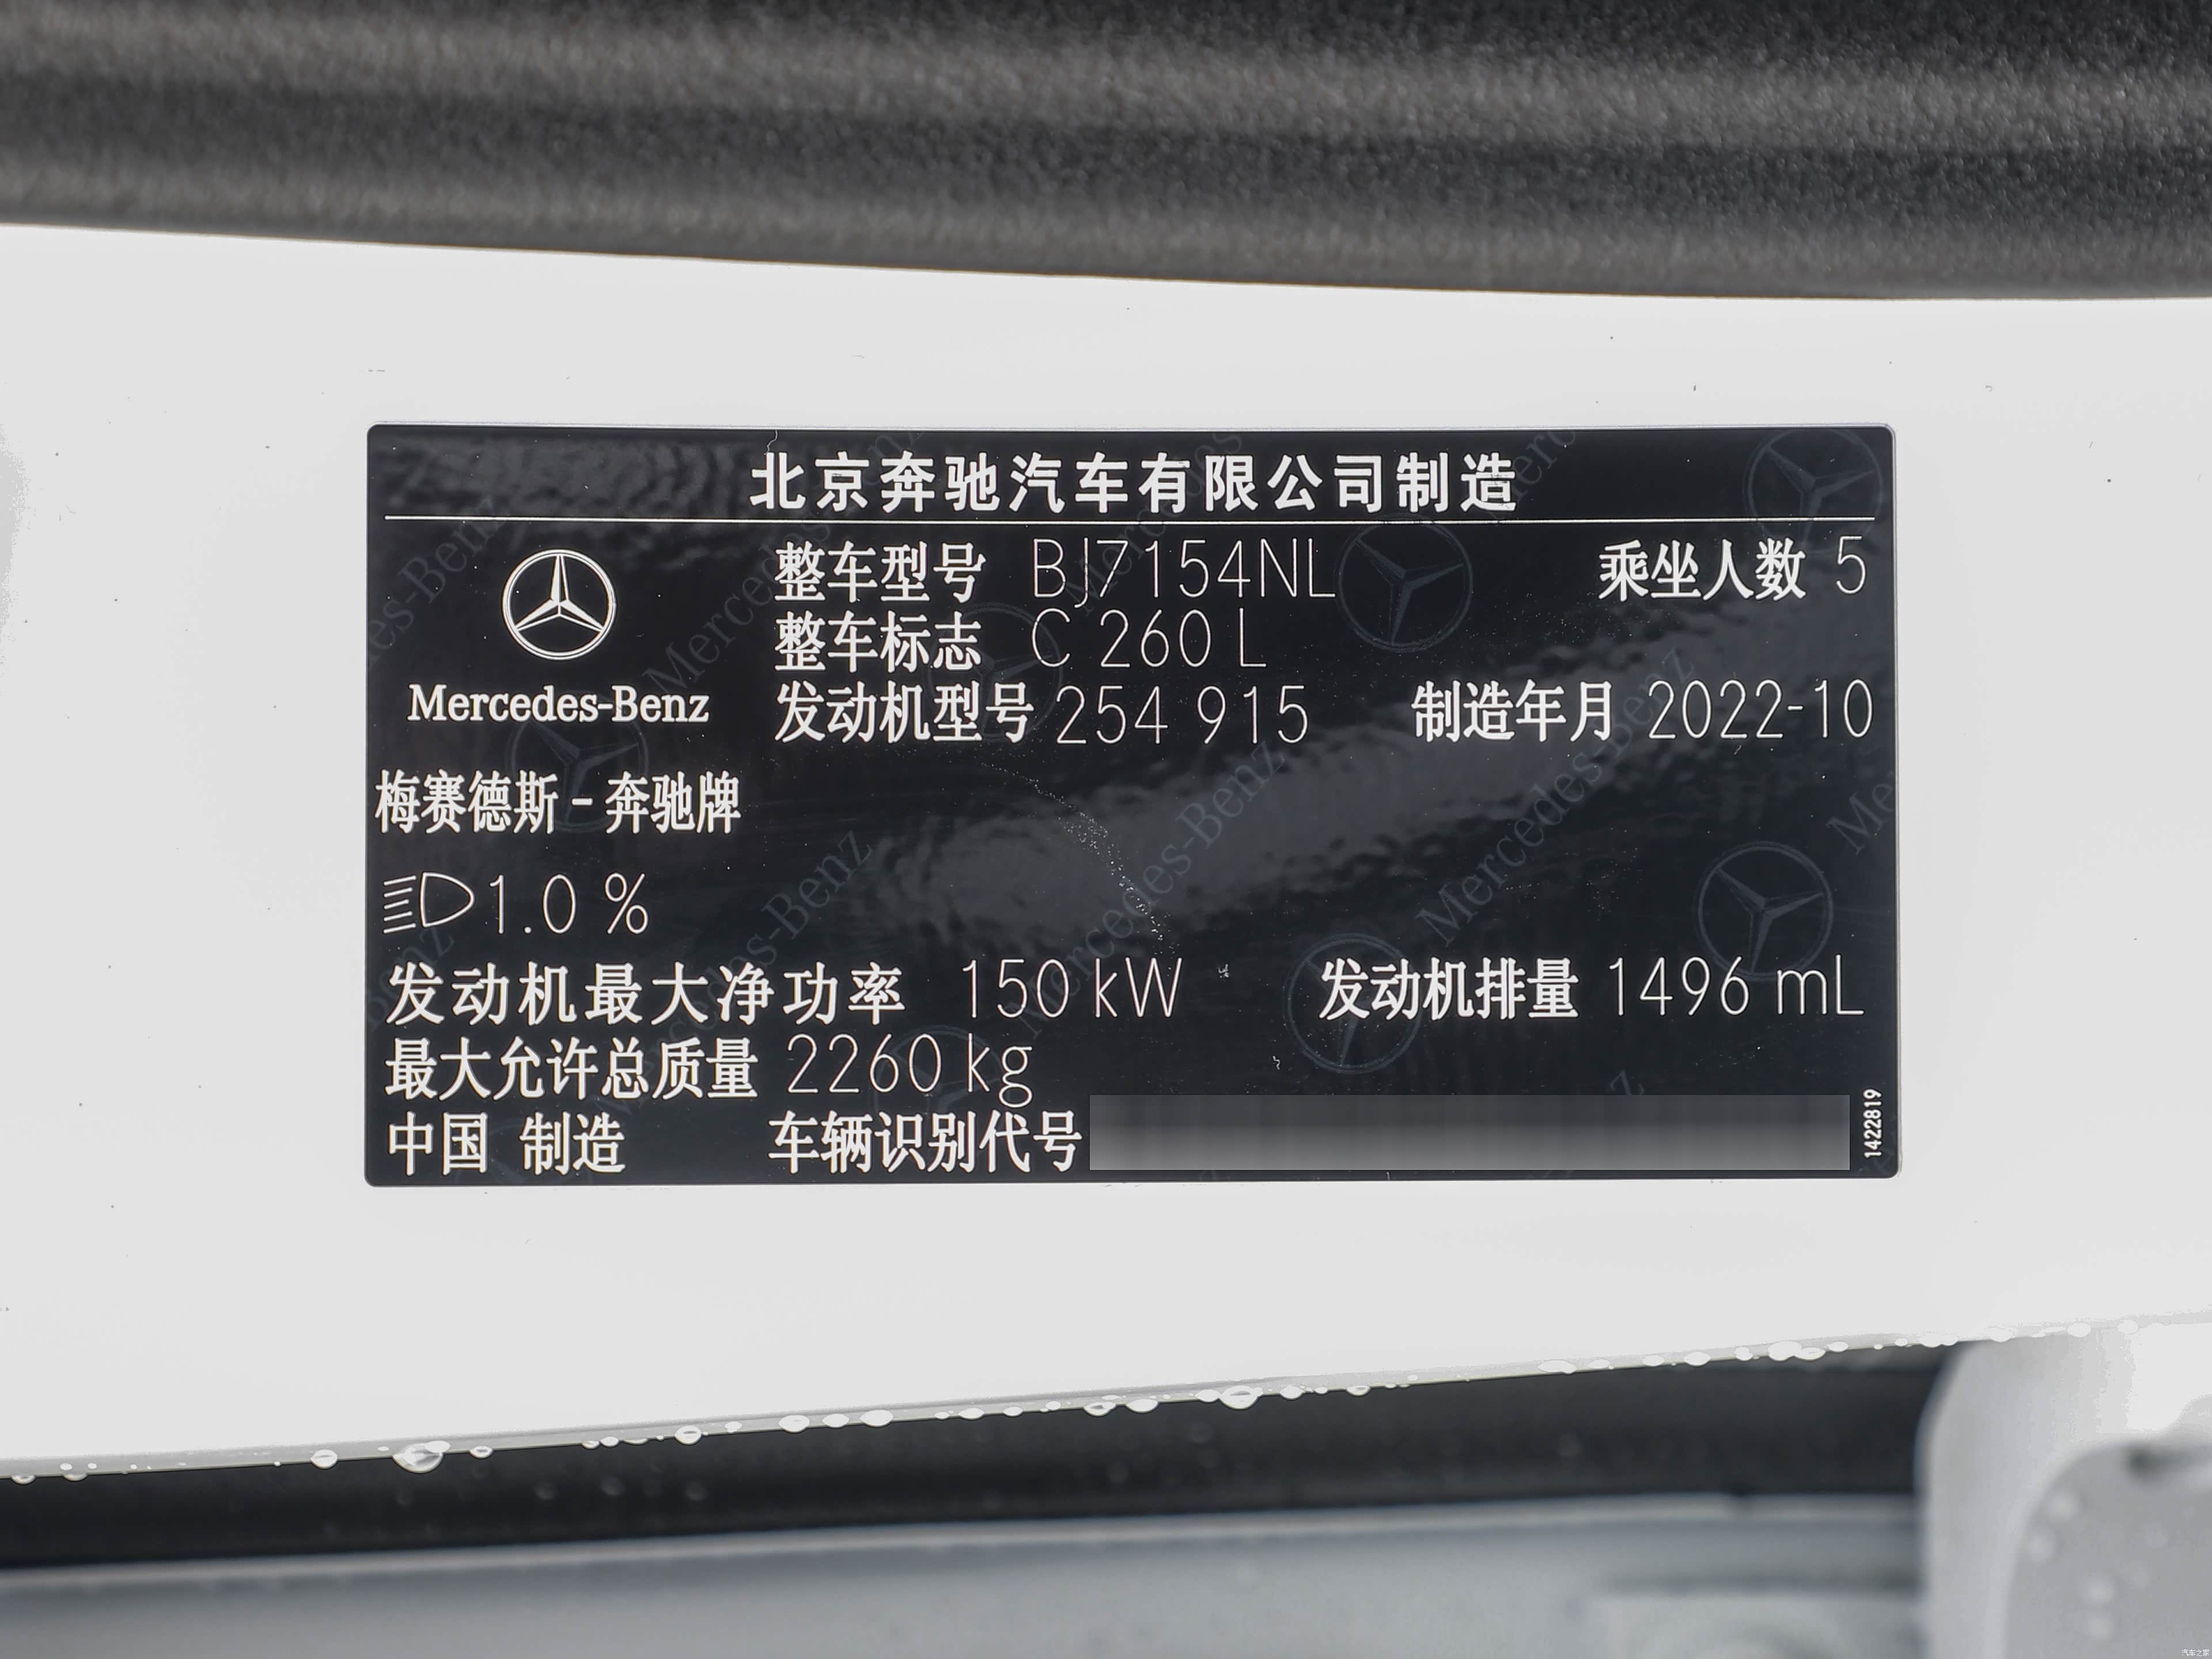 北京奔驰汽车有限公司制造
整车型号 BJ7154NL 乘坐人数 5
整车标志 C 260 L
Mercedes-Benz 发动机型号 254 915 制造年月 2022-10
梅赛德斯-奔驰牌
1.0 %
发动机最大净功率 150 kW 发动机排量 1496 mL
最大允许总质量 2260 kg
中国 制造 车辆识别代号
1422819
汽车之家